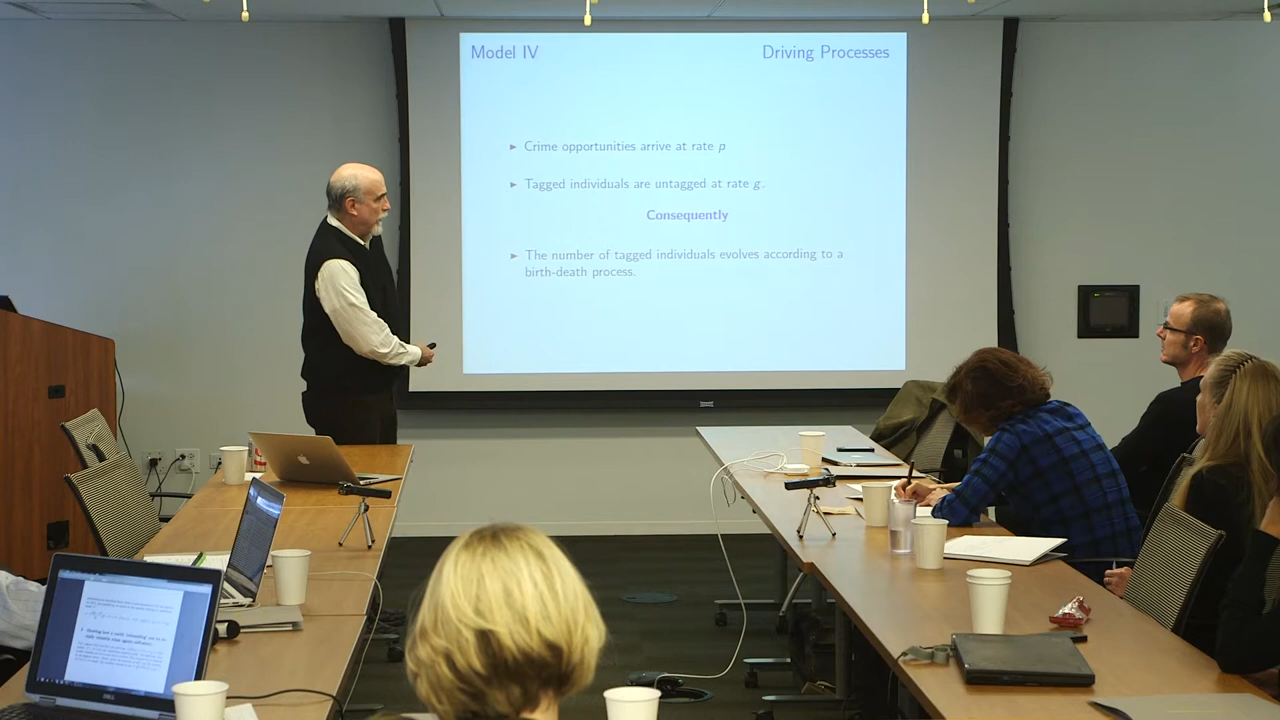 Model IV
Driving Processes
► Crime opportunities arrive at rate p
► Tagged individuals are untagged at rate g.
Consequently
► The number of tagged individuals evolves according to a
birth-death process.
DELL